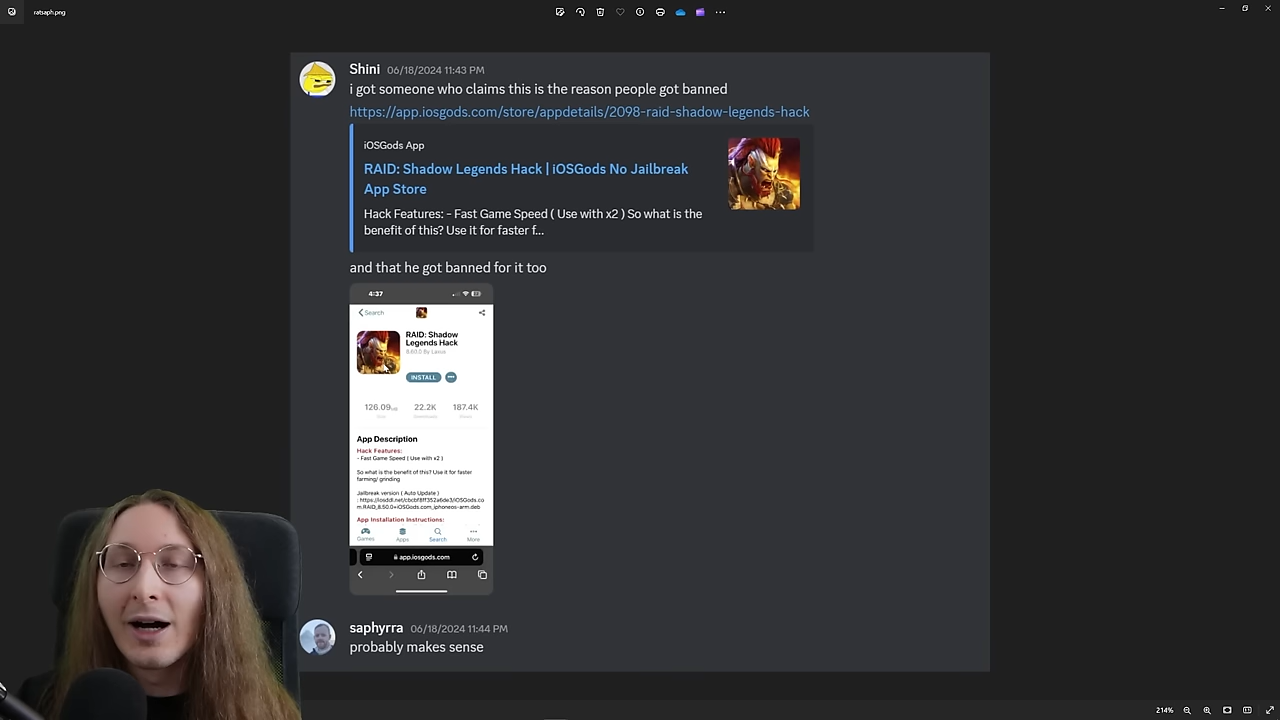 ratsaph.png
Shini 06/18/2024 11:43 PM
i got someone who claims this is the reason people got banned
https://app.iosgods.com/store/appdetails/2098-raid-shadow-legends-hack
iOSGods App
RAID: Shadow Legends Hack | iOSGods No Jailbreak
App Store
Hack Features: - Fast Game Speed ( Use with x2 ) So what is the
benefit of this? Use it for faster f...
and that he got banned for it too
4:37
Search
RAID: Shadow
Legends Hack
INSTALL
126.09 22.2K 187.4K
App Description
Hack Features:
- Fast Game Speed ( Use with x2 )
So what is the benefit of this? Use it for faster
farming/ grinding
Jailbreak version ( Auto Update )
App Installation Instructions:
Games Apps Search More
app.iosgods.com
saphyrra 06/18/2024 11:44 PM
probably makes sense
214%